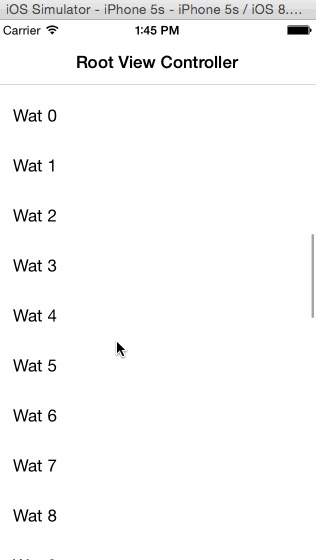 iOS Simulator - iPhone 5s - iPhone 5s / iOS 8....
Carrier 1:45 PM
Root View Controller
Wat 0
Wat 1
Wat 2
Wat 3
Wat 4
Wat 5
Wat 6
Wat 7
Wat 8